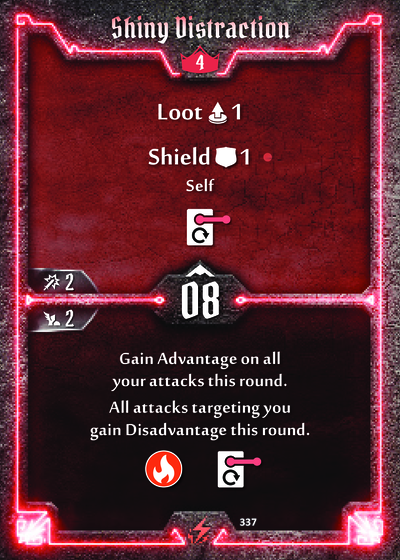 Shiny Distraction
4
Loot 1
Shield 1
Self
2
08
2
Gain Advantage on all
your attacks this round.
All attacks targeting you
gain Disadvantage this round.
337